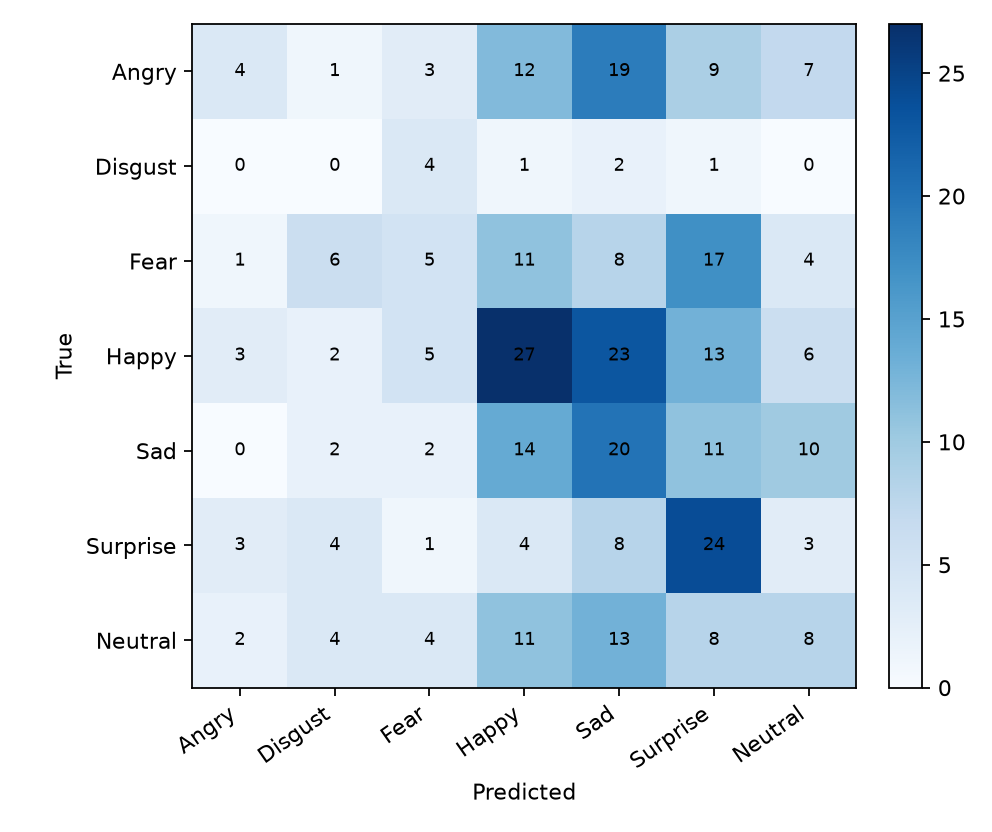 Angry 4 1 3 12 19 9 7
Disgust 0 0 4 1 2 1 0
Fear 1 6 5 11 8 17 4
Happy 3 2 5 27 23 13 6
Sad 0 2 2 14 20 11 10
Surprise 3 4 1 4 8 24 3
Neutral 2 4 4 11 13 8 8
Angry Disgust Fear Happy Sad Surprise Neutral
Predicted
True
25
20
15
10
5
0